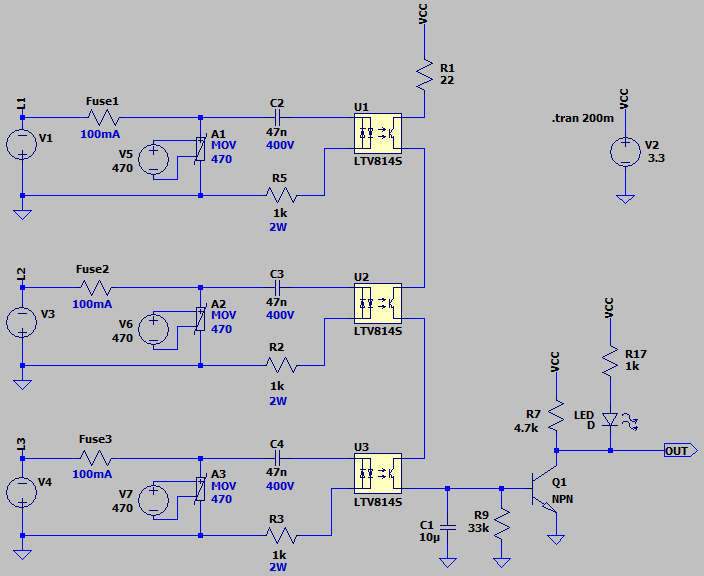 VCC
R1
22
L1
Fuse1
100mA
V1
V5
470
A1
MOV
470
C2
47n
400V
U1
LTV814S
R5
1k
2W
.tran 200m
VCC
V2
3.3
L2
Fuse2
100mA
V3
V6
470
A2
MOV
470
C3
47n
400V
U2
LTV814S
R2
1k
2W
L3
Fuse3
100mA
V4
V7
470
A3
MOV
470
C4
47n
400V
U3
LTV814S
R3
1k
2W
C1
10µ
R9
33k
VCC
R7
4.7k
Q1
NPN
VCC
R17
1k
LED
D
OUT